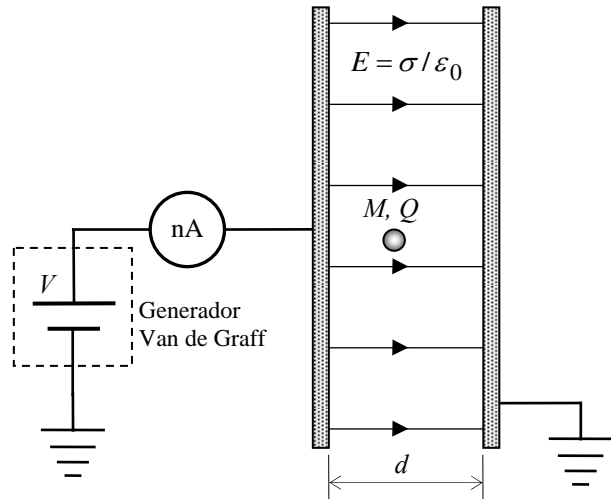 E = σ / ε₀
M, Q
nA
V
Generador
Van de Graff
d